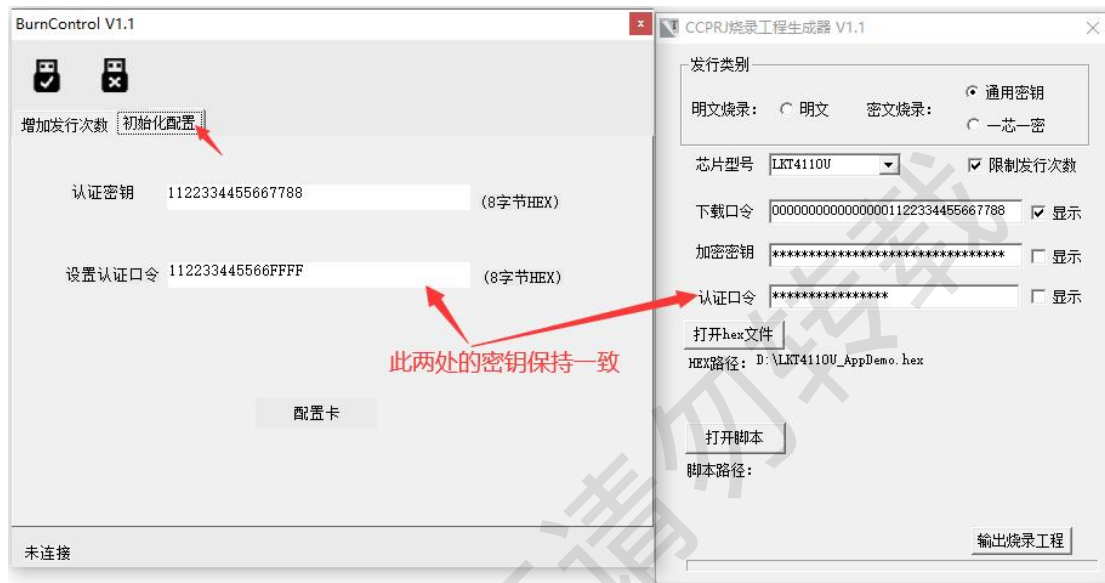 BurnControl V1.1
增加发行次数 初始化配置
认证密钥 1122334455667788 (8字节HEX)
设置认证口令 112233445566FFFF (8字节HEX)
此两处的密钥保持一致
配置卡
未连接
CCPRJ烧录工程生成器 V1.1
发行类别
明文烧录: 明文 密文烧录: 通用密钥
一芯一密
芯片型号 LKT4110U 限制发行次数
下载口令 00000000000000001122334455667788 显示
加密密钥 ******************************** 显示
认证口令 **************** 显示
打开hex文件
HEX路径: D:\LKT4110U_AppDemo.hex
打开脚本
脚本路径:
输出烧录工程
请勿转载